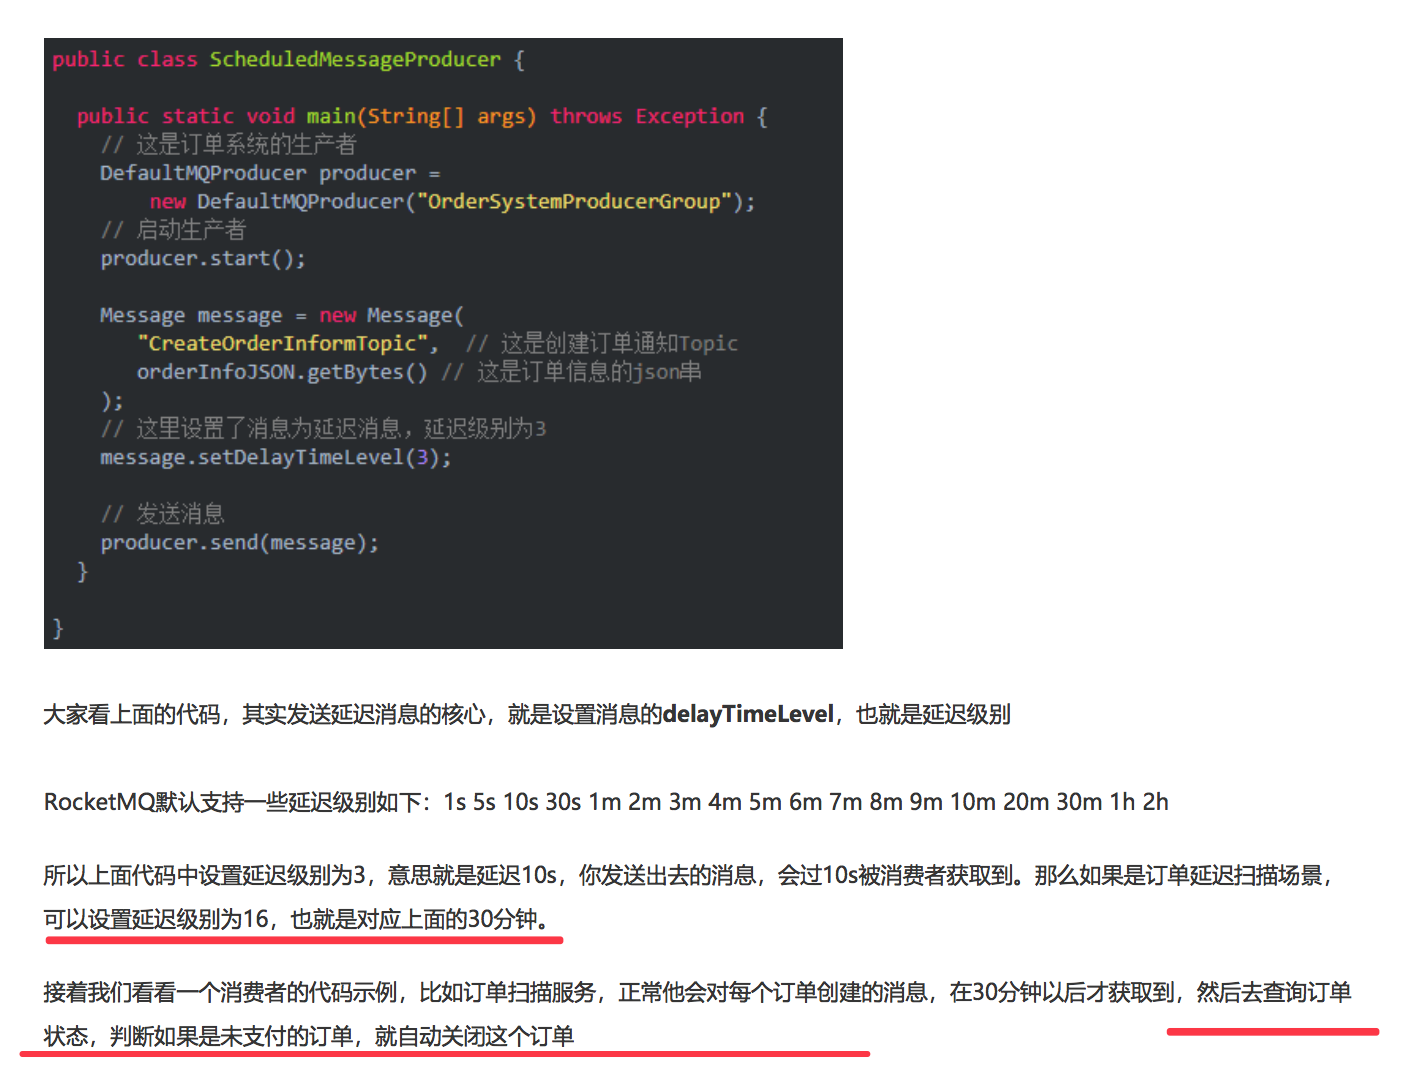 public class ScheduledMessageProducer {
public static void main(String[] args) throws Exception {
// 这是订单系统的生产者
DefaultMQProducer producer =
new DefaultMQProducer("OrderSystemProducerGroup");
// 启动生产者
producer.start();
Message message = new Message(
"CreateOrderInformTopic",  // 这是创建订单通知Topic
orderInfoJSON.getBytes() // 这是订单信息的json串
);
// 这里设置了消息为延迟消息，延迟级别为3
message.setDelayTimeLevel(3);
// 发送消息
producer.send(message);
}
}
大家看上面的代码，其实发送延迟消息的核心，就是设置消息的delayTimeLevel，也就是延迟级别
RocketMQ默认支持一些延迟级别如下：1s 5s 10s 30s 1m 2m 3m 4m 5m 6m 7m 8m 9m 10m 20m 30m 1h 2h
所以上面代码中设置延迟级别为3，意思就是延迟10s，你发送出去的消息，会过10s被消费者获取到。那么如果是订单延迟扫描场景，
可以设置延迟级别为16，也就是对应上面的30分钟。
接着我们看看一个消费者的代码示例，比如订单扫描服务，正常他会对每个订单创建的消息，在30分钟以后才获取到，然后去查询订单
状态，判断如果是未支付的订单，就自动关闭这个订单